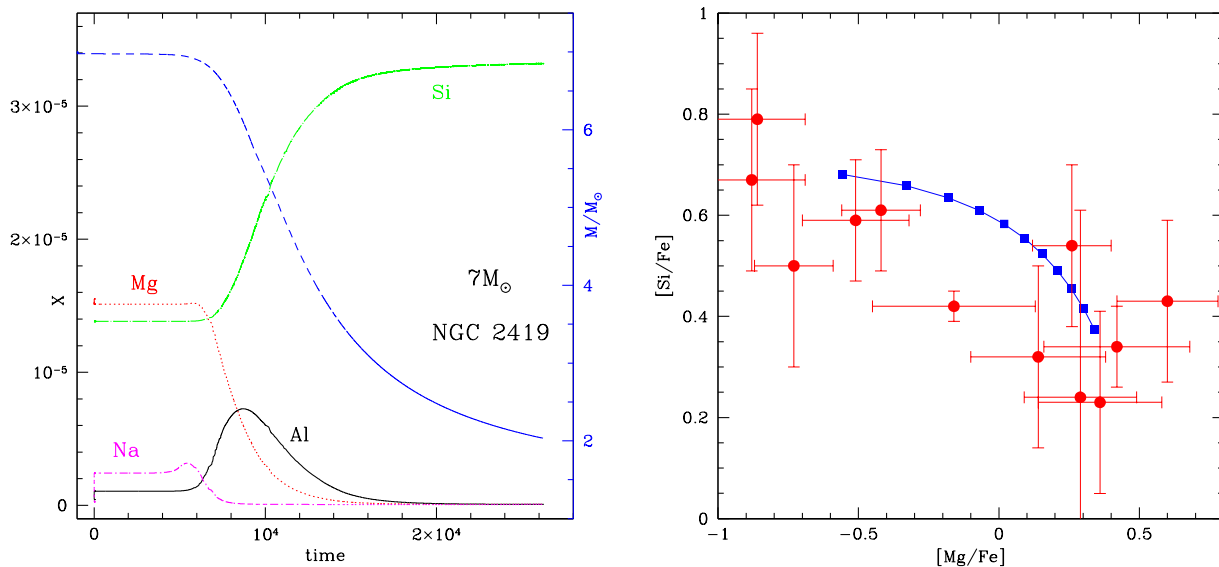 Si
3×10⁻⁵
6
M/M⊙
2×10⁻⁵
Mg
7M⊙
X
4
NGC 2419
10⁻⁵
Al
Na
2
0
0
10⁴
2×10⁴
time
1
0.8
0.6
[Si/Fe]
0.4
0.2
0
-1
-0.5
0
0.5
[Mg/Fe]